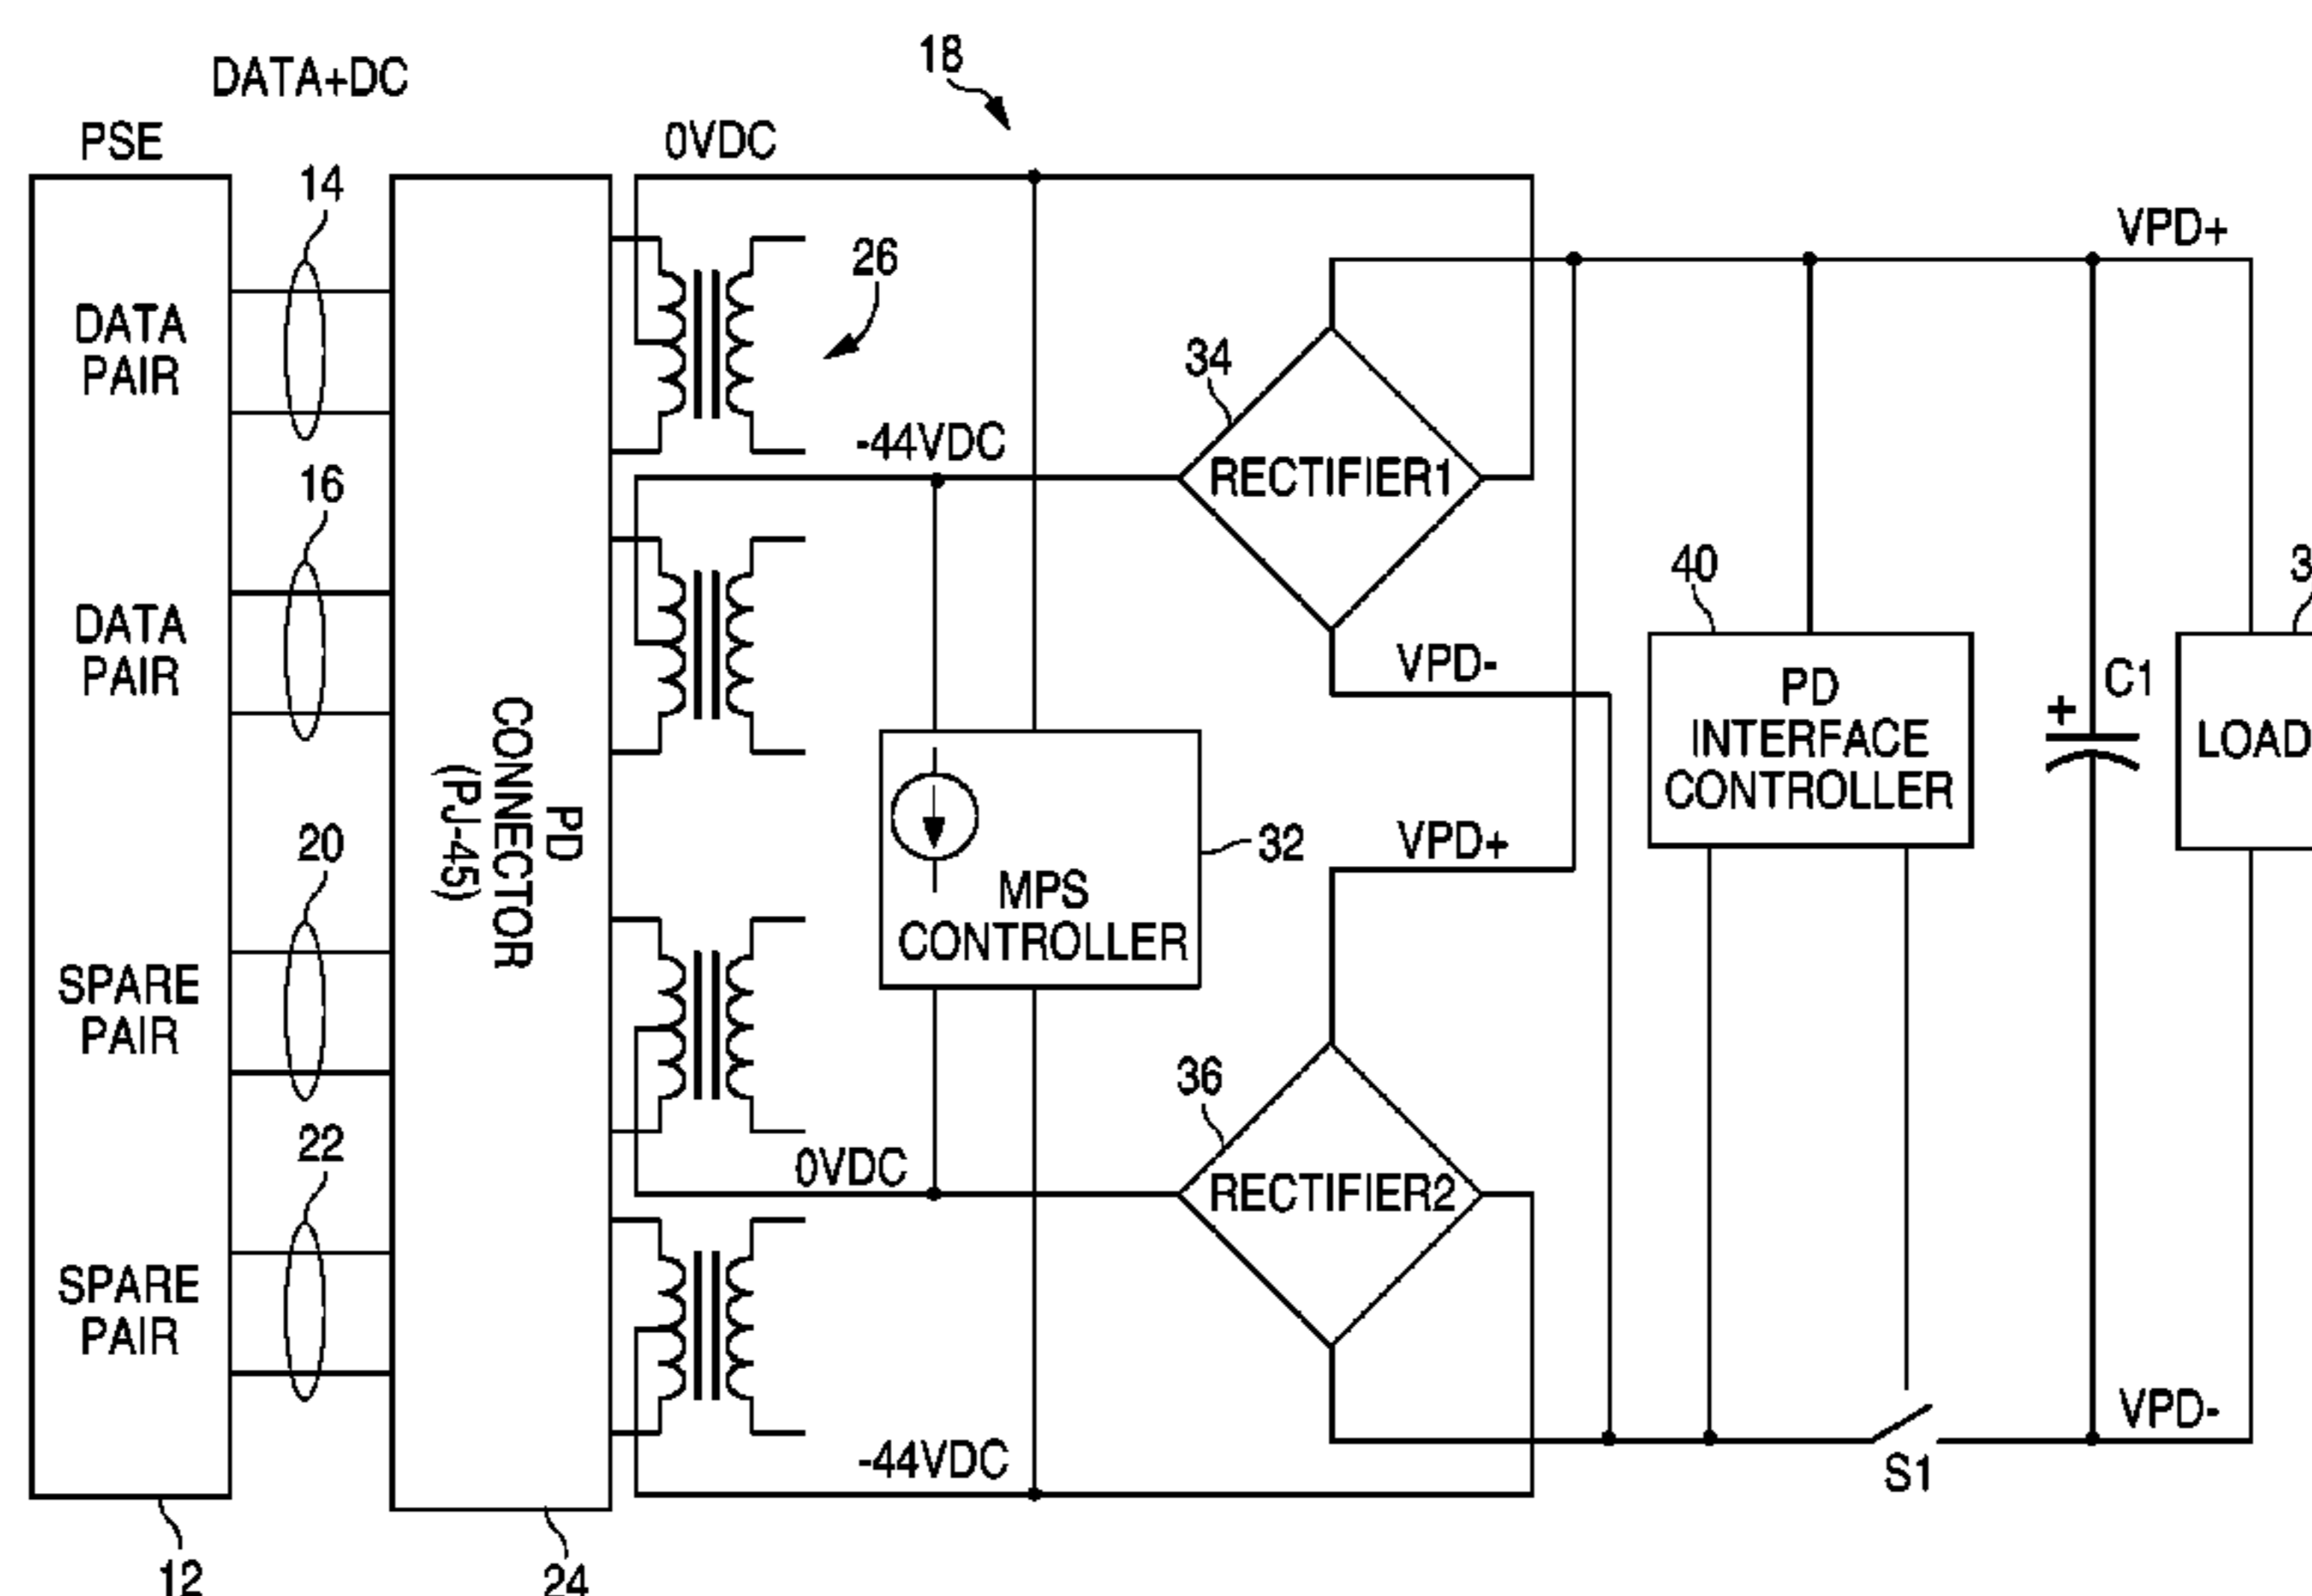 DATA+DC
PSE
14
DATA
PAIR
16
DATA
PAIR
20
SPARE
PAIR
22
SPARE
PAIR
12
PD
CONNECTOR
(PJ-45)
24
0VDC
18
26
-44VDC
34
RECTIFIER1
VPD-
MPS
CONTROLLER
32
VPD+
36
RECTIFIER2
0VDC
-44VDC
VPD+
40
PD
INTERFACE
CONTROLLER
C1
+
LOAD
VPD-
S1